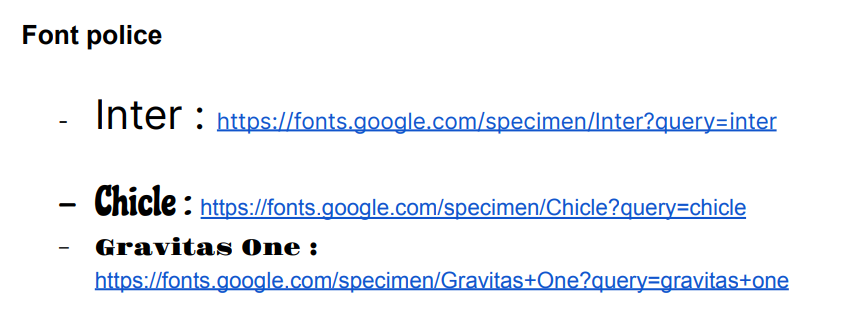 Font police
- Inter : https://fonts.google.com/specimen/Inter?query=inter
- Chicle : https://fonts.google.com/specimen/Chicle?query=chicle
- Gravitas One :
https://fonts.google.com/specimen/Gravitas+One?query=gravitas+one